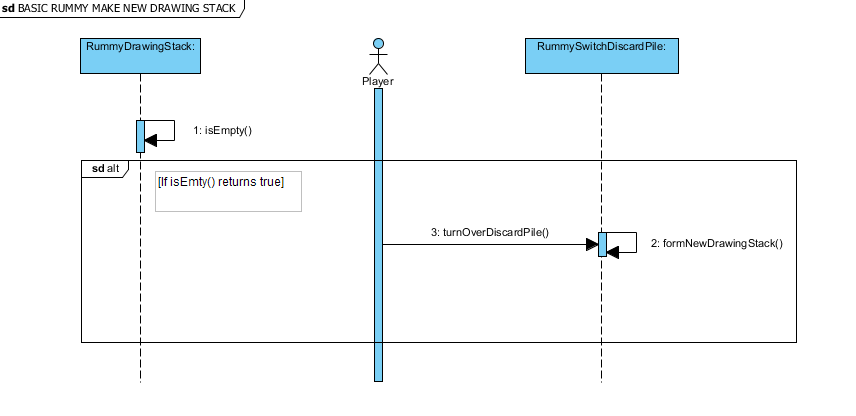 sd BASIC RUMMY MAKE NEW DRAWING STACK
RummyDrawingStack:
RummySwitchDiscardPile:
Player
1: isEmpty()
sd alt
[If isEmty() returns true]
3: turnOverDiscardPile()
2: formNewDrawingStack()